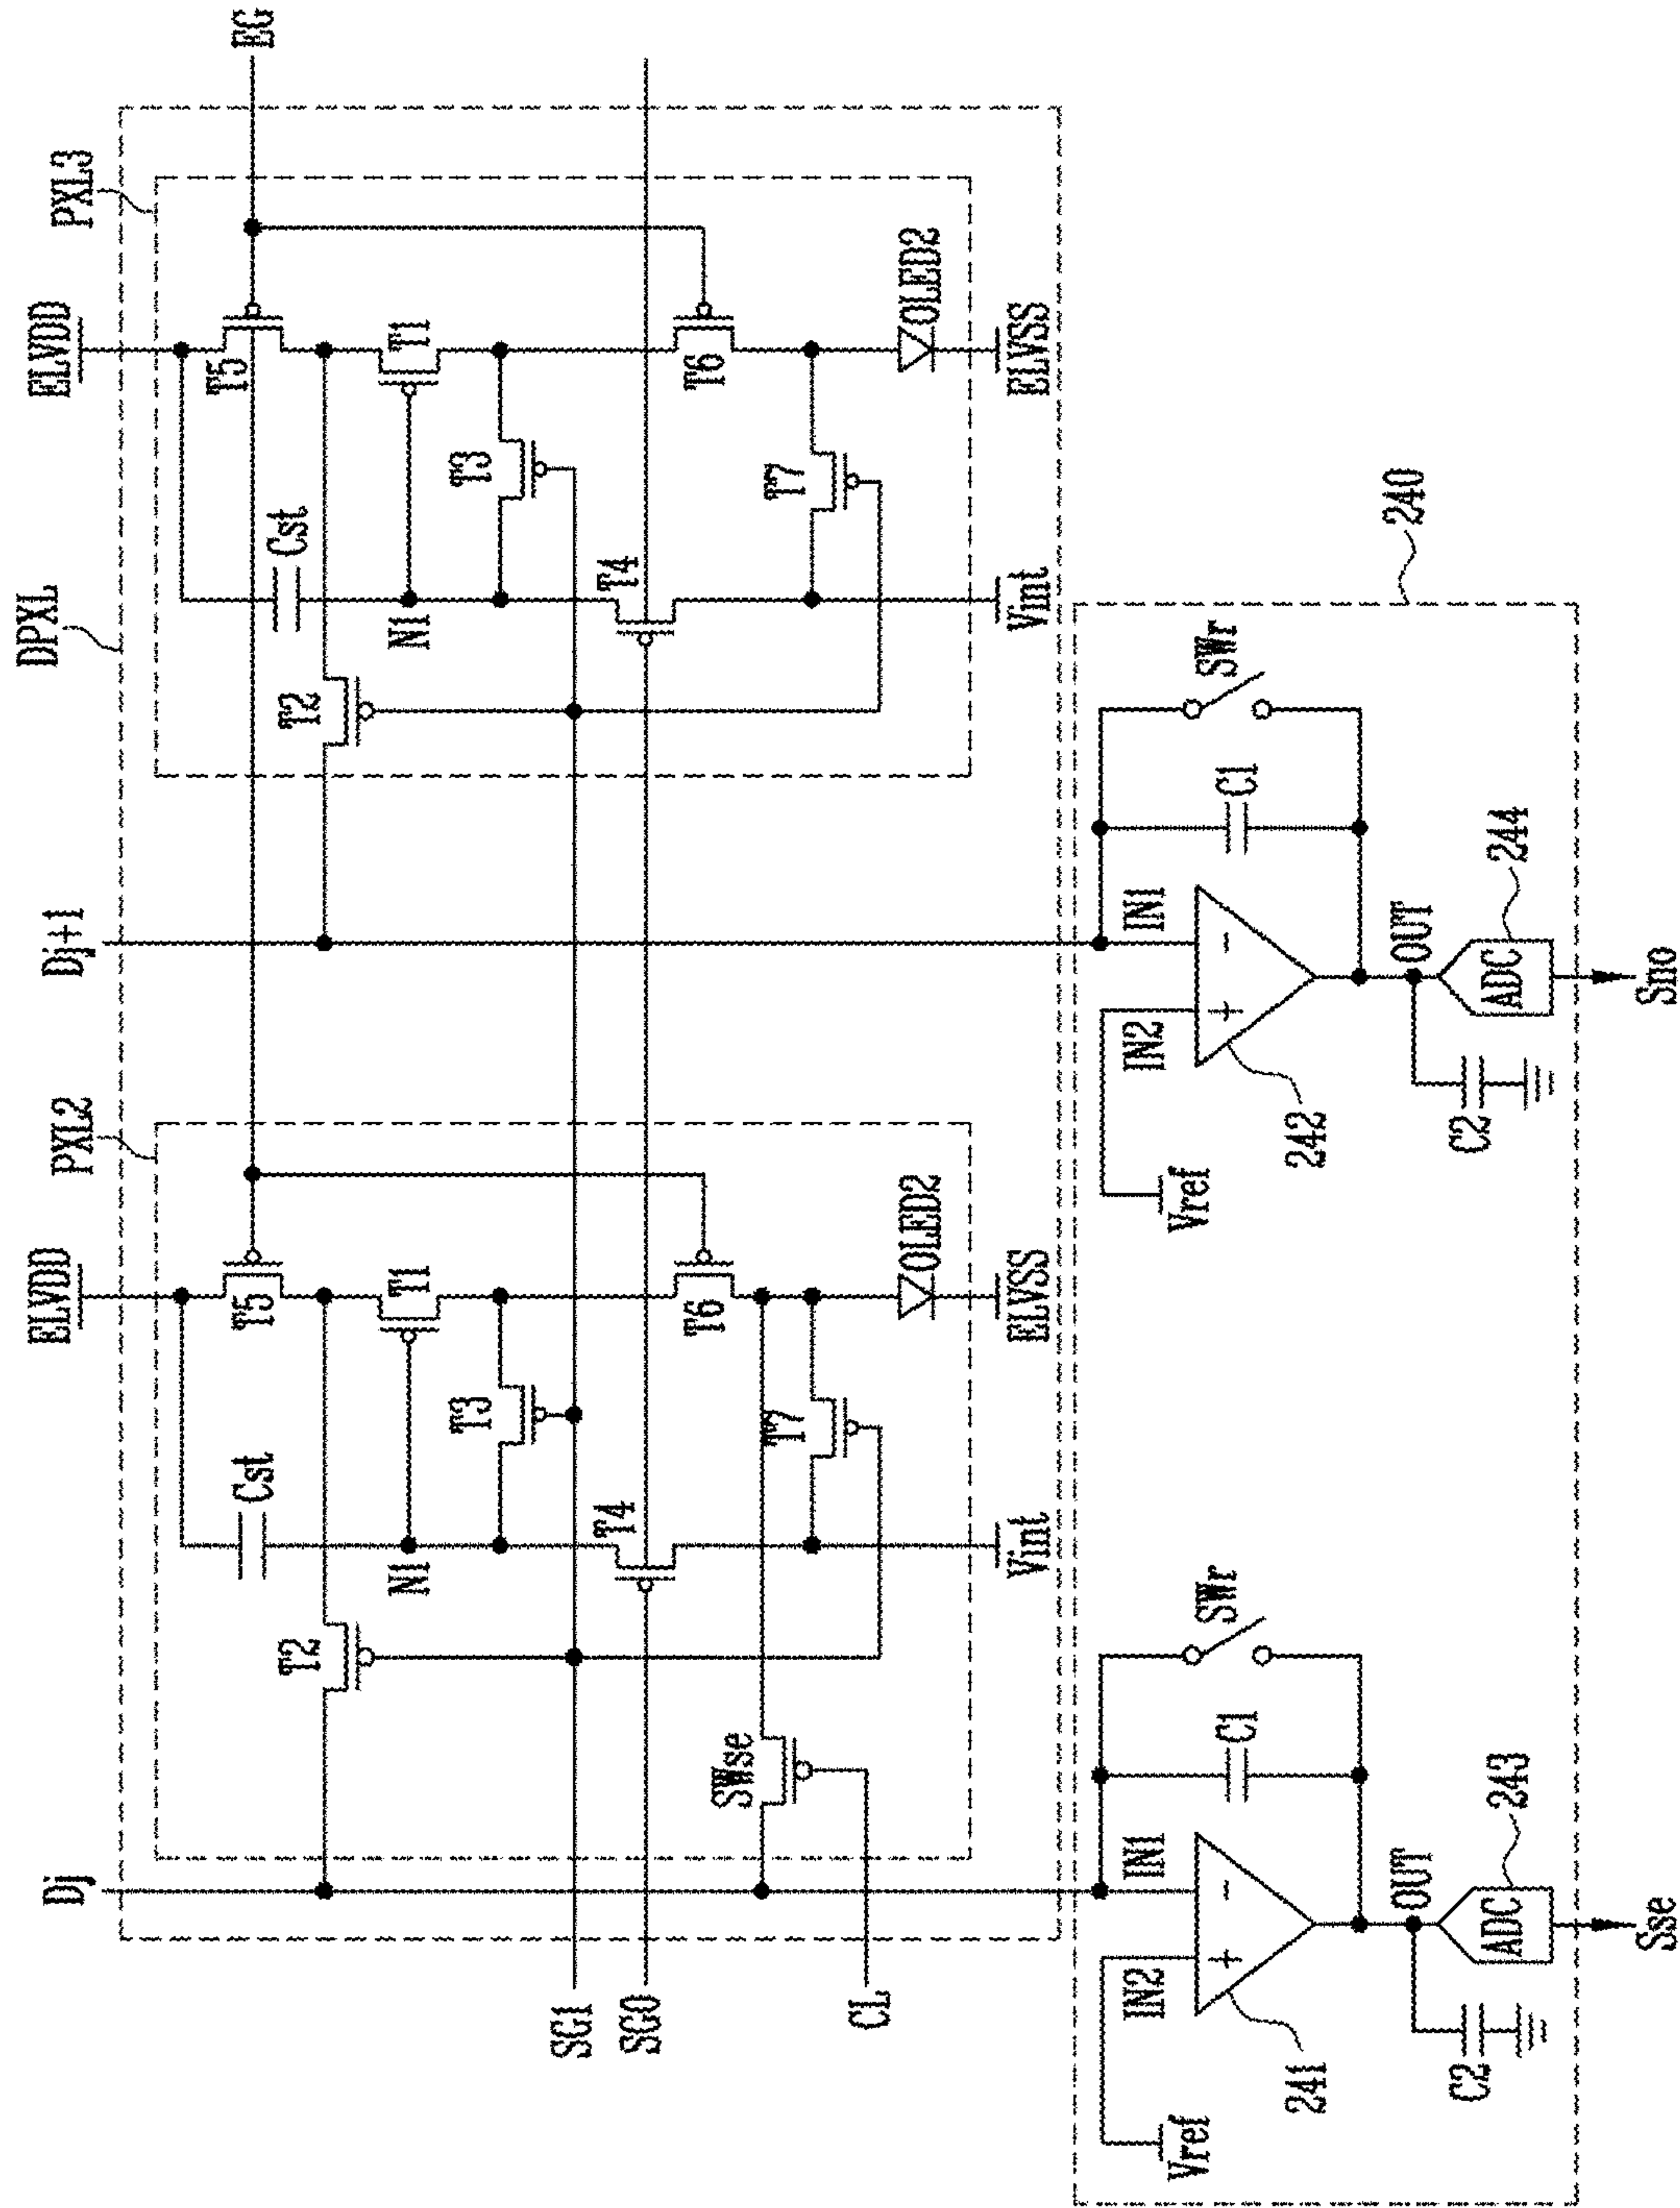 DPXL
PXL2
PXL3
Dj
ELVDD
Dj+1
ELVDD
EG
T5
T5
Cst
Cst
T2
T1
T2
T1
N1
N1
T3
T3
SG1
T4
T4
SG0
T6
T6
SWse
T7
T7
CL
OLED2
OLED2
Vint
ELVSS
Vint
ELVSS
240
Vref
IN2
IN1
SWr
Vref
IN2
IN1
SWr
+
-
C1
+
-
C1
241
242
OUT
OUT
C2
ADC
243
C2
ADC
244
Sse
Sno